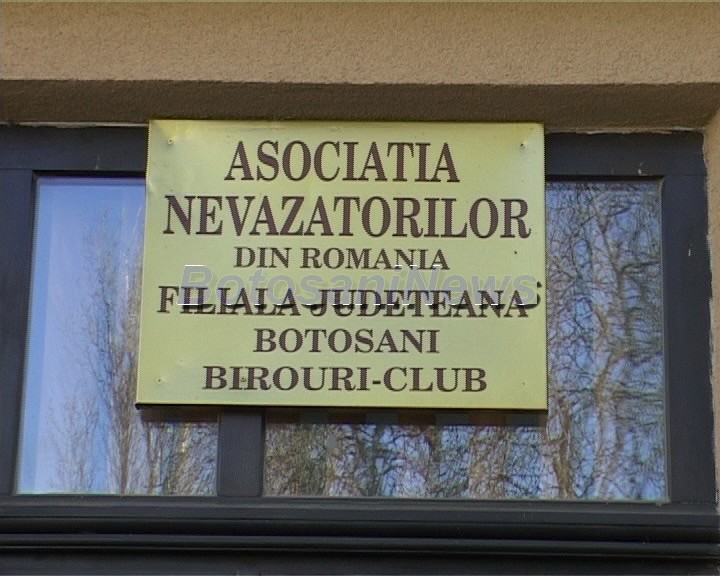 ASOCIATIA
NEVAZATORILOR
DIN ROMANIA
BotosaniNews
FILIALA JUDETEANA
BOTOSANI
BIROURI-CLUB